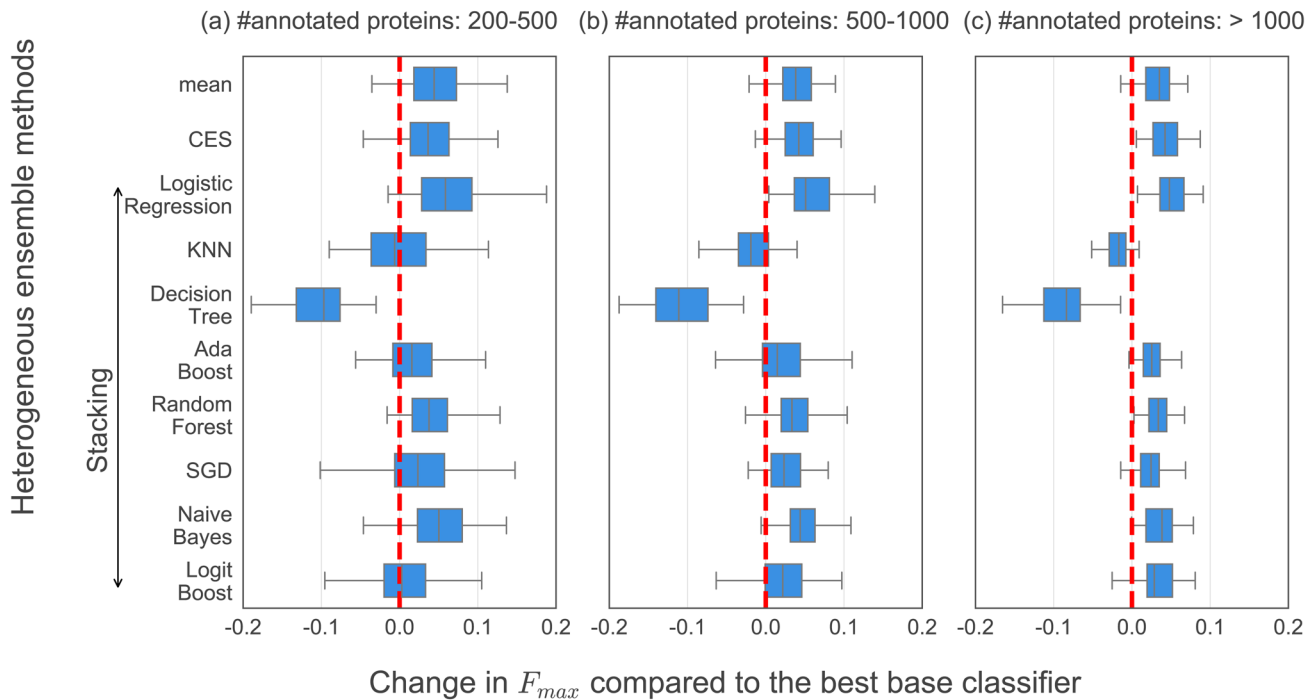 (a) #annotated proteins: 200-500
(b) #annotated proteins: 500-1000
(c) #annotated proteins: > 1000
Heterogeneous ensemble methods
Stacking
mean
CES
Logistic
Regression
KNN
Decision
Tree
Ada
Boost
Random
Forest
SGD
Naive
Bayes
Logit
Boost
-0.2 -0.1 0.0 0.1 0.2
-0.2 -0.1 0.0 0.1 0.2
-0.2 -0.1 0.0 0.1 0.2
Change in F_max compared to the best base classifier